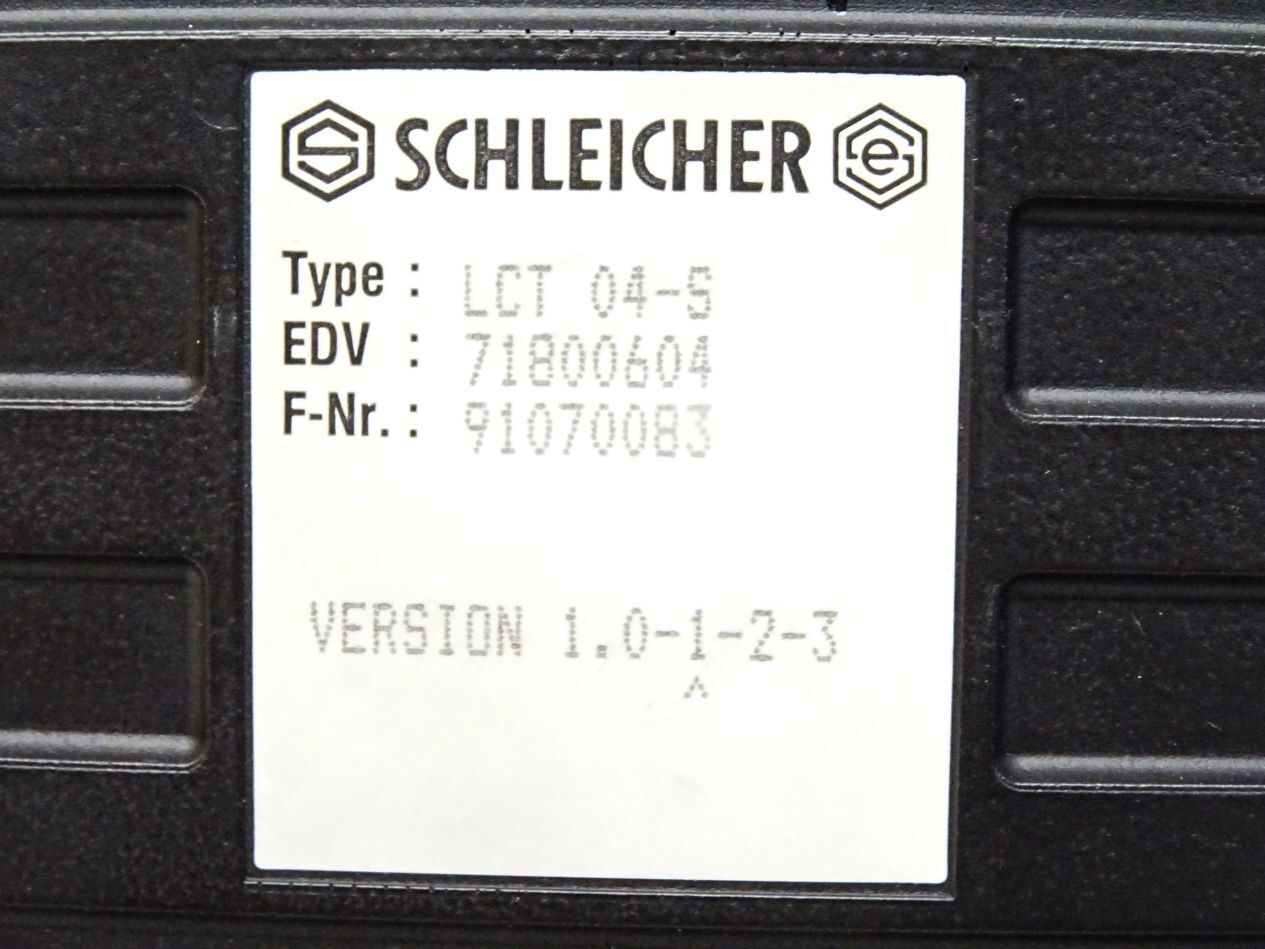 SCHLEICHER
Type : LCT 04-S
EDV : 71800604
F-Nr. : 91070083
VERSION 1.0-1-2-3
^